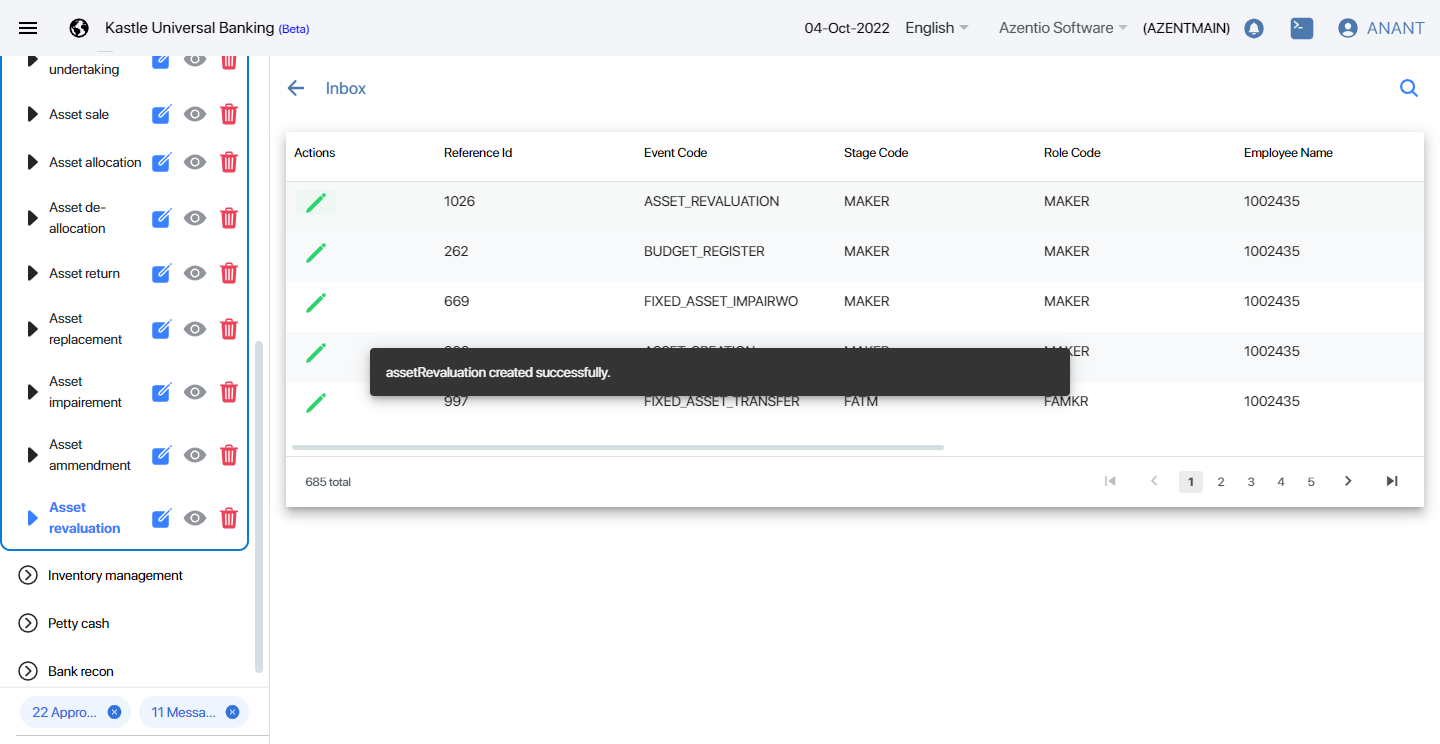 Kastle Universal Banking (Beta)
04-Oct-2022
English
Azentio Software
(AZENTMAIN)
ANANT
undertaking
Asset sale
Asset allocation
Asset de-
allocation
Asset return
Asset
replacement
Asset
impairement
Asset
ammendment
Asset
revaluation
Inventory management
Petty cash
Bank recon
22 Appro...
11 Messa...
Inbox
Actions Reference Id Event Code Stage Code Role Code Employee Name
1026 ASSET_REVALUATION MAKER MAKER 1002435
262 BUDGET_REGISTER MAKER MAKER 1002435
669 FIXED_ASSET_IMPAIRWO MAKER MAKER 1002435
1002435
assetRevaluation created successfully.
997 FIXED_ASSET_TRANSFER FATM FAMKR 1002435
685 total
1 2 3 4 5